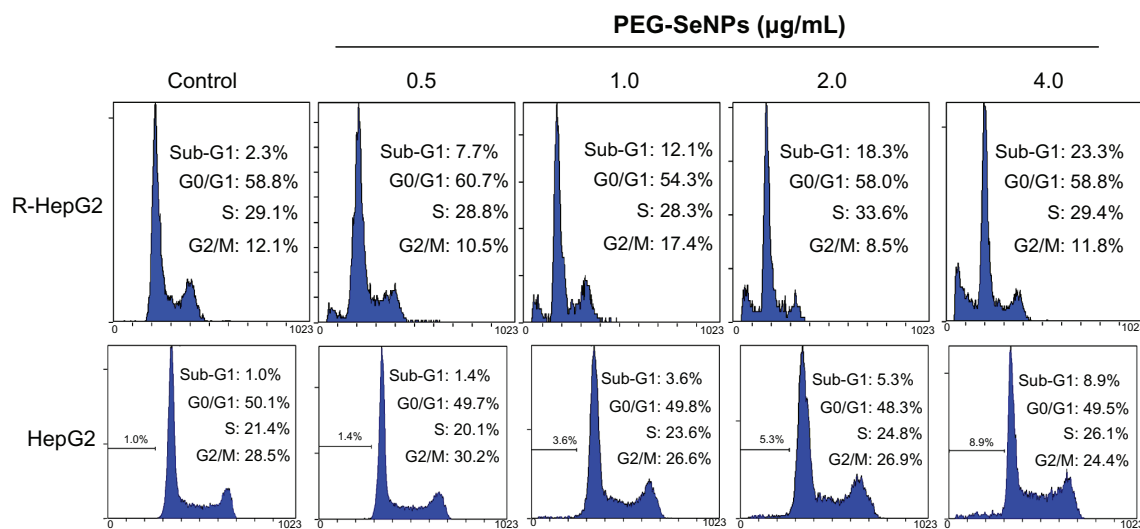 PEG-SeNPs (µg/mL)
Control 0.5 1.0 2.0 4.0
R-HepG2
Sub-G1: 2.3%
G0/G1: 58.8%
S: 29.1%
G2/M: 12.1%
0 1023
Sub-G1: 7.7%
G0/G1: 60.7%
S: 28.8%
G2/M: 10.5%
0 1023
Sub-G1: 12.1%
G0/G1: 54.3%
S: 28.3%
G2/M: 17.4%
0 1023
Sub-G1: 18.3%
G0/G1: 58.0%
S: 33.6%
G2/M: 8.5%
0 1023
Sub-G1: 23.3%
G0/G1: 58.8%
S: 29.4%
G2/M: 11.8%
0 1023
HepG2
Sub-G1: 1.0%
G0/G1: 50.1%
S: 21.4%
G2/M: 28.5%
1.0%
0 1023
Sub-G1: 1.4%
G0/G1: 49.7%
S: 20.1%
G2/M: 30.2%
1.4%
0 1023
Sub-G1: 3.6%
G0/G1: 49.8%
S: 23.6%
G2/M: 26.6%
3.6%
0 1023
Sub-G1: 5.3%
G0/G1: 48.3%
S: 24.8%
G2/M: 26.9%
5.3%
0 1023
Sub-G1: 8.9%
G0/G1: 49.5%
S: 26.1%
G2/M: 24.4%
8.9%
0 1023